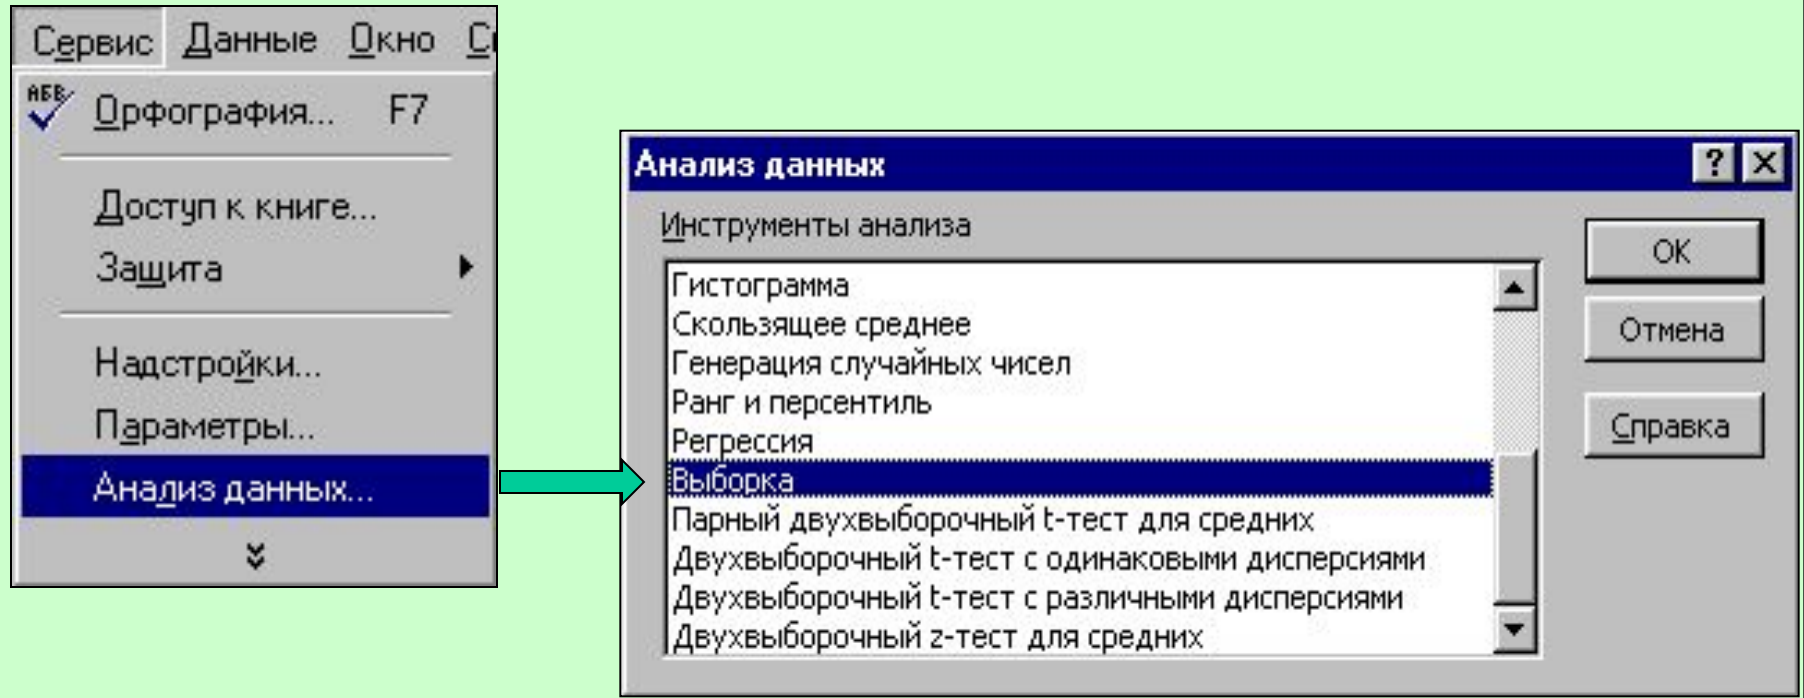 Сервис Данные Окно
АБВ Орфография... F7
Доступ к книге...
Защита
Надстройки...
Параметры...
Анализ данных...
Анализ данных
Инструменты анализа
Гистограмма
Скользящее среднее
Генерация случайных чисел
Ранг и персентиль
Регрессия
Выборка
Парный двухвыборочный t-тест для средних
Двухвыборочный t-тест с одинаковыми дисперсиями
Двухвыборочный t-тест с различными дисперсиями
Двухвыборочный z-тест для средних
OK
Отмена
Справка